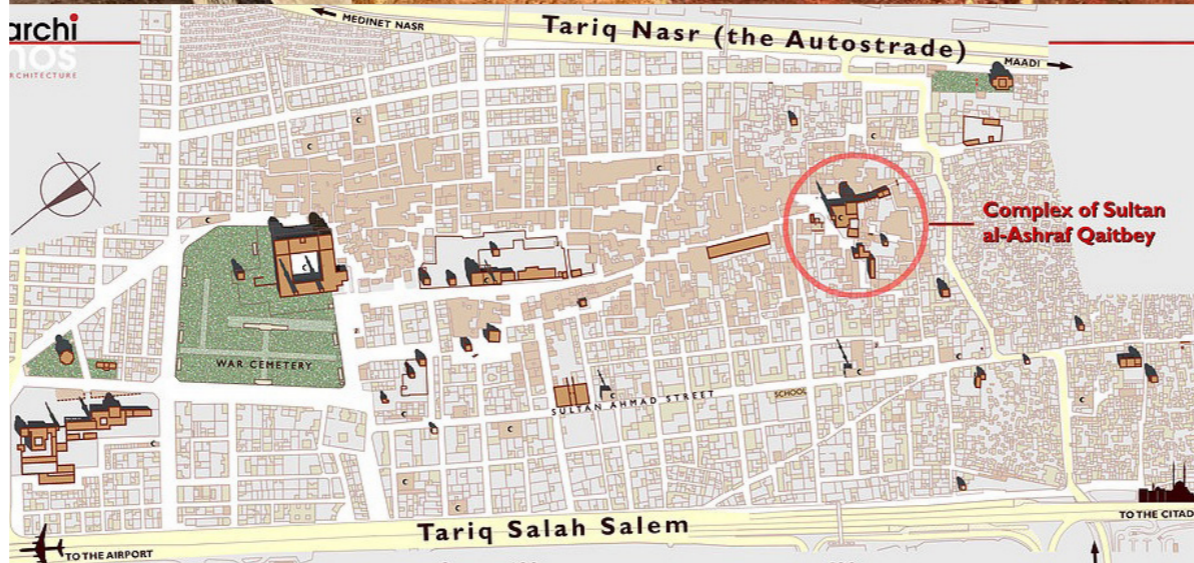 archi
nos
ARCHITECTURE
MEDINET NASR
Tariq Nasr (the Autostrade)
MAADI
C
C
C
C
C
Complex of Sultan
al-Ashraf Qaitbey
C
C
WAR CEMETERY
C
C
C
SULTAN AHMAD STREET
SCHOOL
C
C
C
C
C
C
Tariq Salah Salem
TO THE CITAD
TO THE AIRPORT